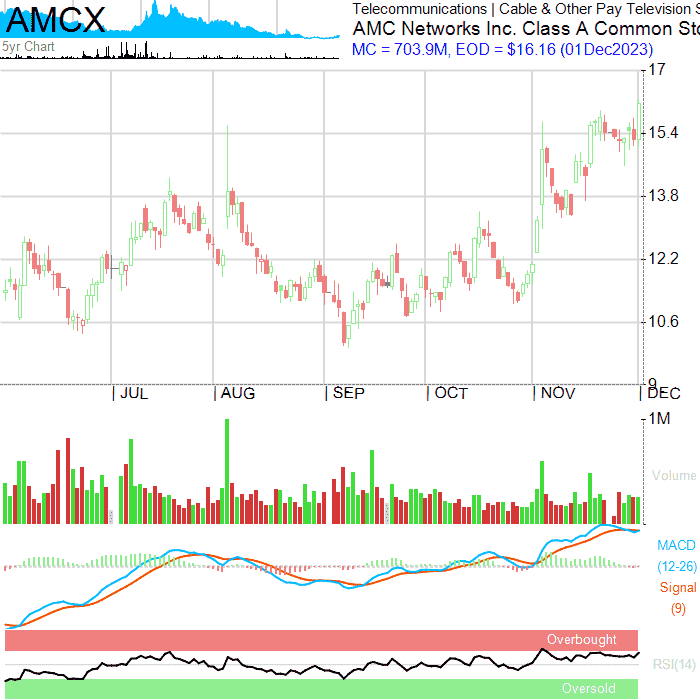 AMCX
5yr Chart
Telecommunications | Cable & Other Pay Television S
AMC Networks Inc. Class A Common Sto
MC = 703.9M, EOD = $16.16 (01Dec2023)
17
15.4
13.8
12.2
10.6
9
JUL AUG SEP OCT NOV DEC
1M
Volume
MACD
(12-26)
Signal
(9)
Overbought
RSI(14)
Oversold